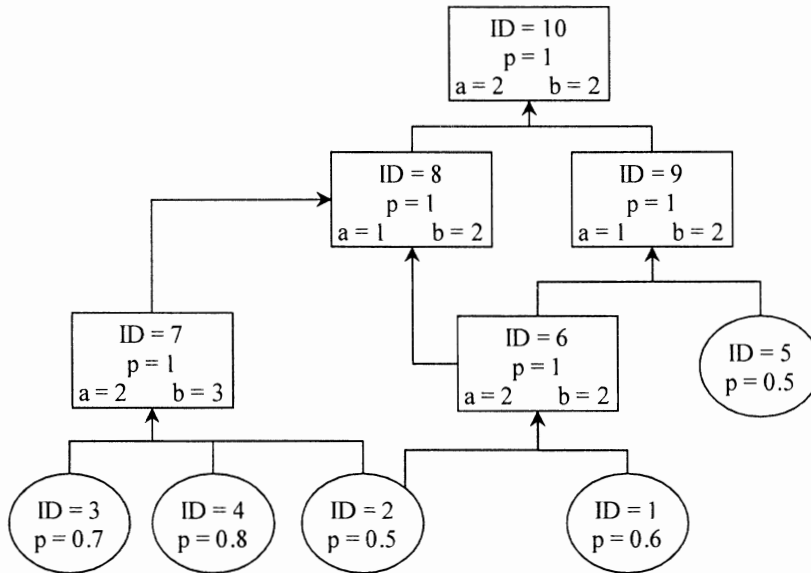 ID = 10
p = 1
a = 2 b = 2
ID = 8
p = 1
a = 1 b = 2
ID = 9
p = 1
a = 1 b = 2
ID = 7
p = 1
a = 2 b = 3
ID = 6
p = 1
a = 2 b = 2
ID = 5
p = 0.5
ID = 3
p = 0.7
ID = 4
p = 0.8
ID = 2
p = 0.5
ID = 1
p = 0.6